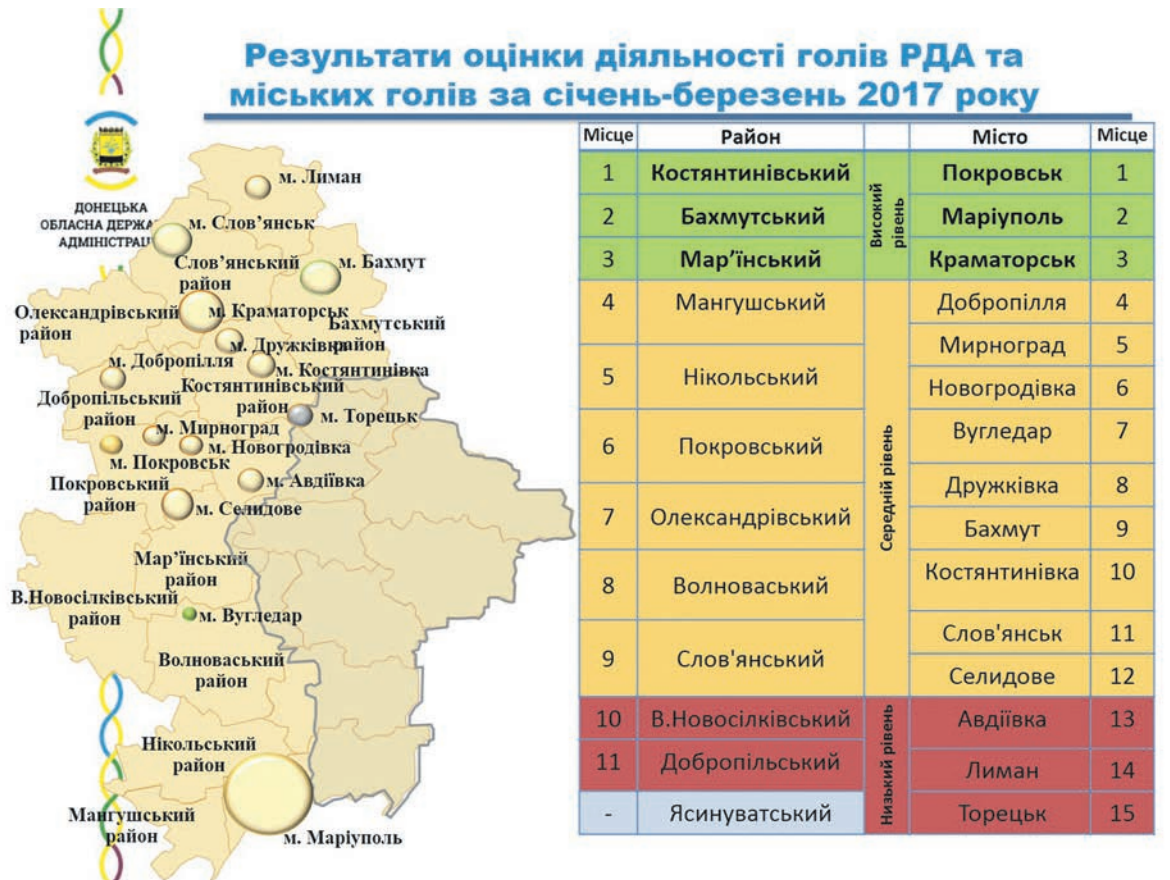 Результати оцінки діяльності голів РДА та
міських голів за січень-березень 2017 року
ДОНЕЦЬКА
ОБЛАСНА ДЕРЖА
АДМІНІСТРАЦ
м. Лиман
м. Слов’янськ
Слов’янський
район
м. Бахмут
Олександрівський
район
м. Краматорськ
Бахмутський
район
м. Дружківка
м. Добропілля
м. Костянтинівка
Костянтинівський
район
Добропільський
район
м. Торецьк
м. Мирноград
м. Новогродівка
м. Покровськ
Покровський
район
м. Авдіївка
м. Селидове
Мар’їнський
район
В.Новосілківський
район
м. Вугледар
Волноваський
район
Нікольський
район
Мангушський
район
м. Маріуполь
Місце Район Місто Місце
1 Костянтинівський Покровськ 1
2 Бахмутський Маріуполь 2
3 Мар’їнський Краматорськ 3
Високий
рівень
4 Мангушський Добропілля 4
Мирноград 5
5 Нікольський
Новогродівка 6
6 Покровський Вугледар 7
Дружківка 8
7 Олександрівський
Бахмут 9
8 Волноваський Костянтинівка 10
Слов'янськ 11
9 Слов'янський
Селидове 12
Середній рівень
10 В.Новосілківський Авдіївка 13
11 Добропільський Лиман 14
- Ясинуватський Торецьк 15
Низький рівень